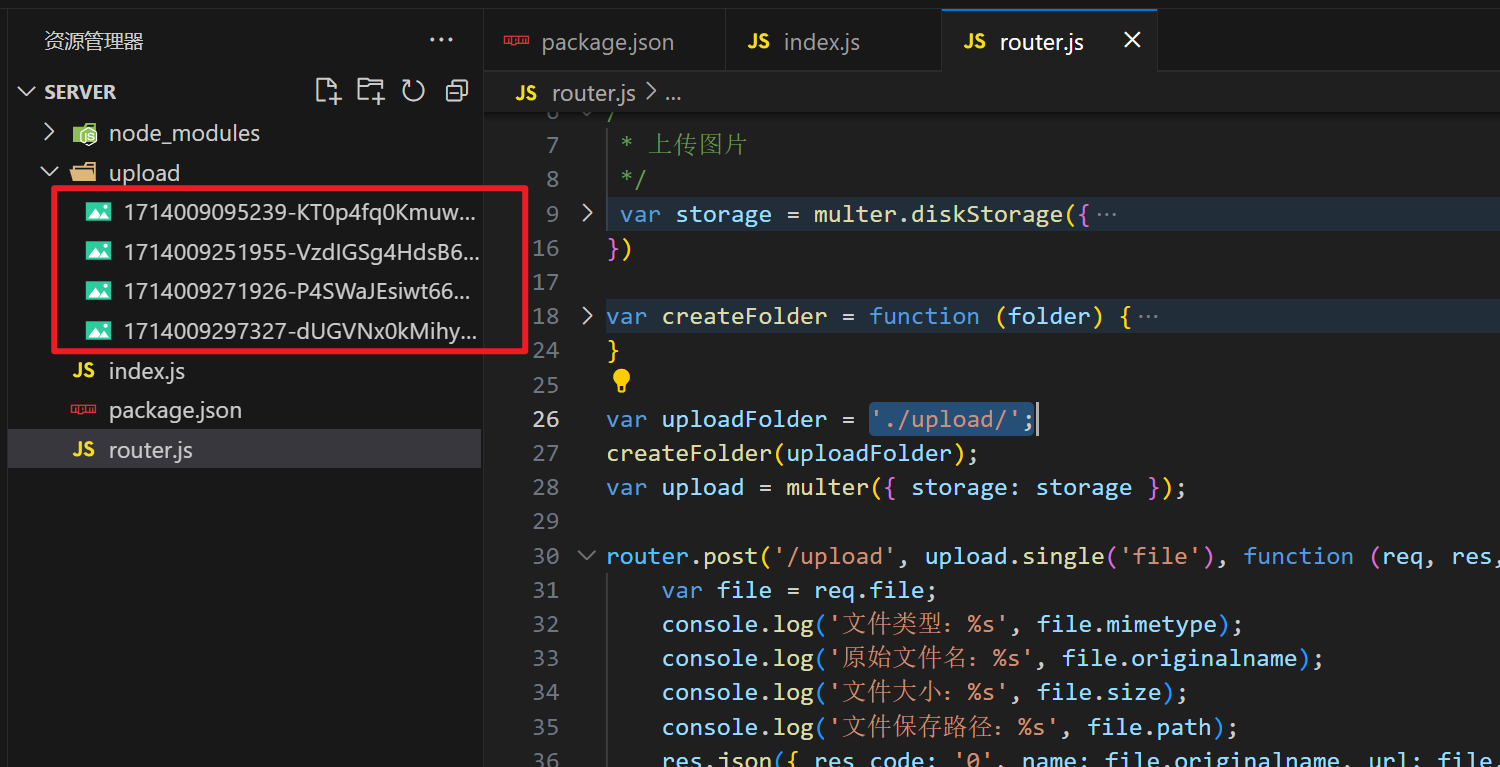 资源管理器 ...
SERVER
node_modules
upload
1714009095239-KT0p4fq0Kmuw...
1714009251955-VzdIGSg4HdsB6...
1714009271926-P4SWaJEsiwt66...
1714009297327-dUGVNx0kMihy...
JS index.js
package.json
JS router.js
package.json JS index.js JS router.js
JS router.js > ...
6 /
7 * 上传图片
8 */
9 var storage = multer.diskStorage({ ...
16 })
17
18 var createFolder = function (folder) { ...
24 }
25
26 var uploadFolder = './upload/';
27 createFolder(uploadFolder);
28 var upload = multer({ storage: storage });
29
30 router.post('/upload', upload.single('file'), function (req, res,
31 var file = req.file;
32 console.log('文件类型：%s', file.mimetype);
33 console.log('原始文件名：%s', file.originalname);
34 console.log('文件大小：%s', file.size);
35 console.log('文件保存路径：%s', file.path);
36 res.json({ res_code: '0', name: file.originalname, url: file.